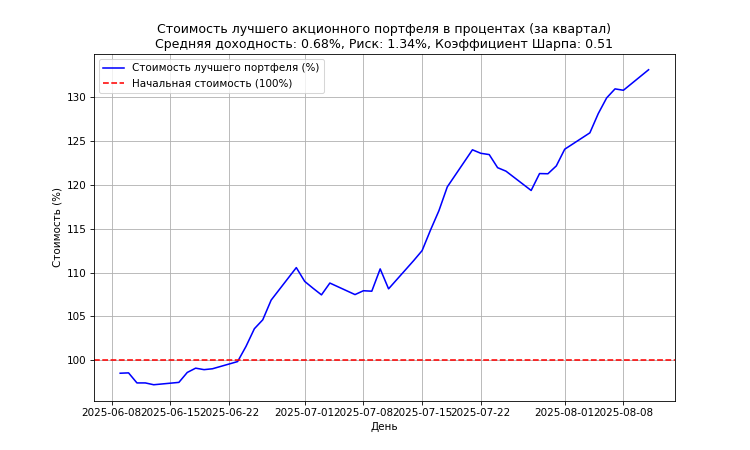 Стоимость лучшего акционного портфеля в процентах (за квартал)
Средняя доходность: 0.68%, Риск: 1.34%, Коэффициент Шарпа: 0.51
Стоимость лучшего портфеля (%)
Начальная стоимость (100%)
Стоимость (%)
130
125
120
115
110
105
100
2025-06-08
2025-06-15
2025-06-22
2025-07-01
2025-07-08
2025-07-15
2025-07-22
2025-08-01
2025-08-08
День